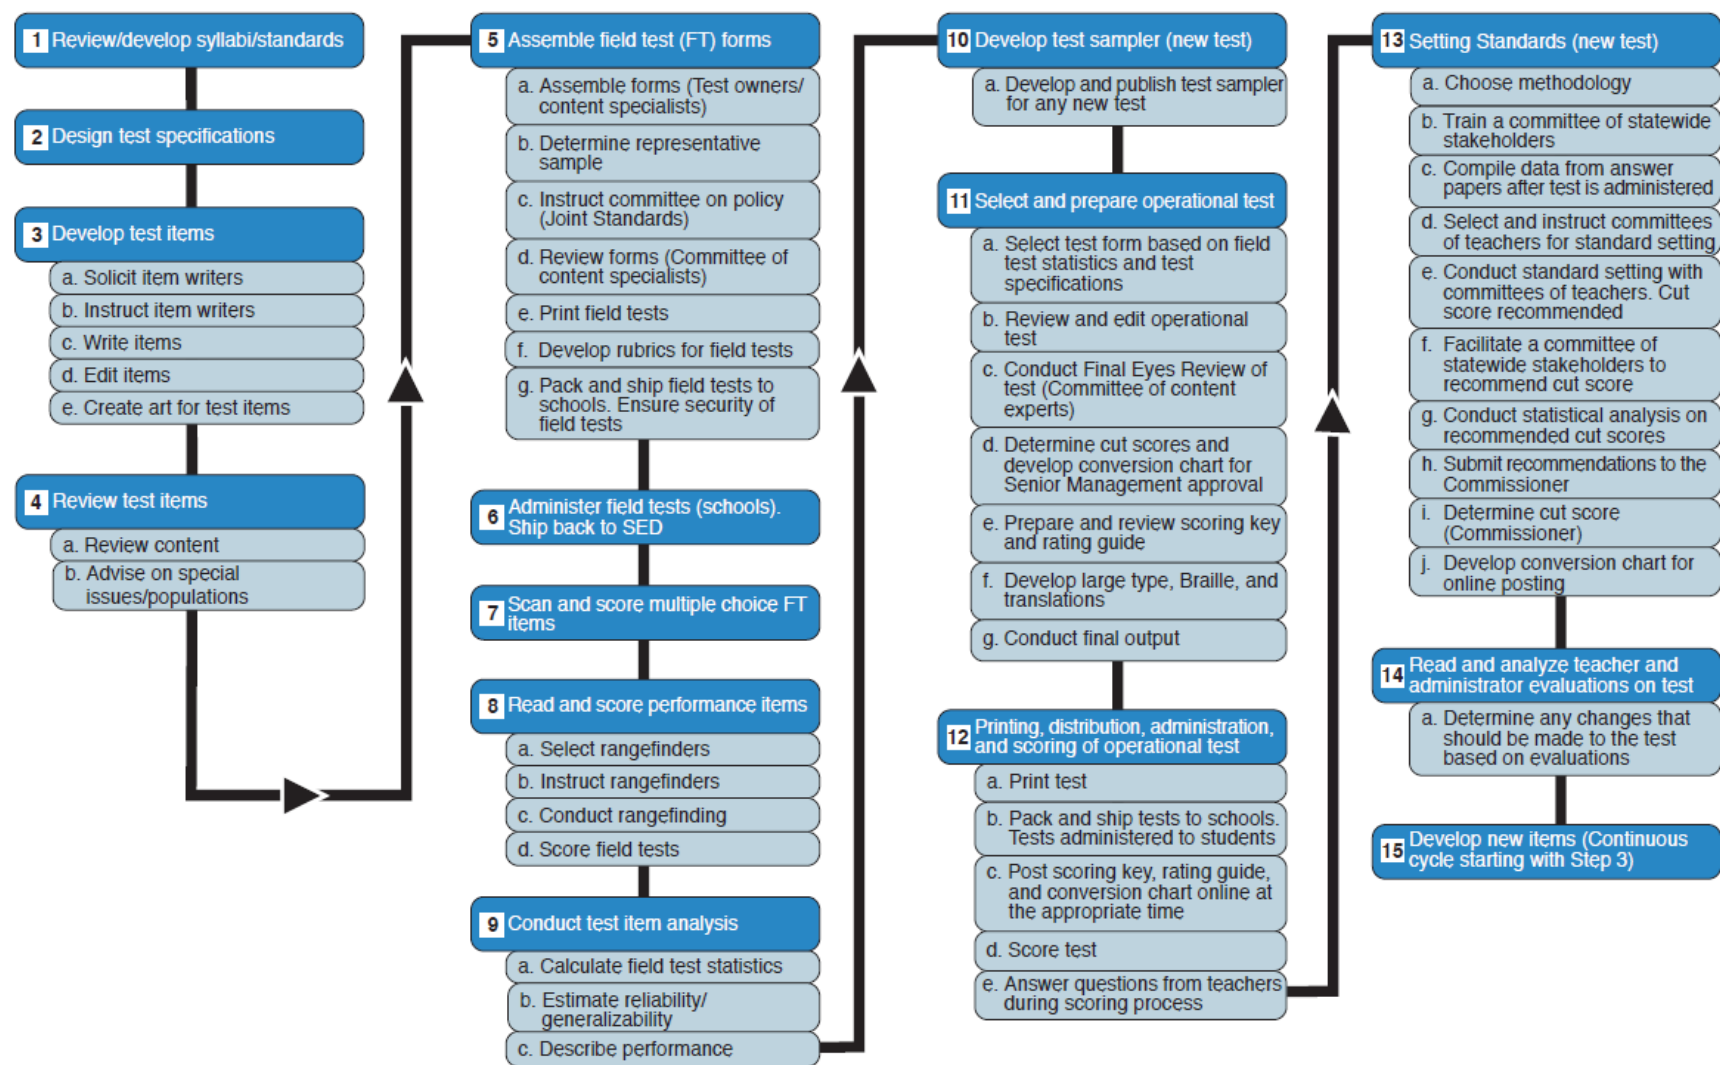 1 Review/develop syllabi/standards
2 Design test specifications
3 Develop test items
a. Solicit item writers
b. Instruct item writers
c. Write items
d. Edit items
e. Create art for test items
4 Review test items
a. Review content
b. Advise on special
issues/populations
5 Assemble field test (FT) forms
a. Assemble forms (Test owners/
content specialists)
b. Determine representative
sample
c. Instruct committee on policy
(Joint Standards)
d. Review forms (Committee of
content specialists)
e. Print field tests
f. Develop rubrics for field tests
g. Pack and ship field tests to
schools. Ensure security of
field tests
6 Administer field tests (schools).
Ship back to SED
7 Scan and score multiple choice FT
items
8 Read and score performance items
a. Select rangefinders
b. Instruct rangefinders
c. Conduct rangefinding
d. Score field tests
9 Conduct test item analysis
a. Calculate field test statistics
b. Estimate reliability/
generalizability
c. Describe performance
10 Develop test sampler (new test)
a. Develop and publish test sampler
for any new test
11 Select and prepare operational test
a. Select test form based on field
test statistics and test
specifications
b. Review and edit operational
test
c. Conduct Final Eyes Review of
test (Committee of content
experts)
d. Determine cut scores and
develop conversion chart for
Senior Management approval
e. Prepare and review scoring key
and rating guide
f. Develop large type, Braille, and
translations
g. Conduct final output
12 Printing, distribution, administration,
and scoring of operational test
a. Print test
b. Pack and ship tests to schools.
Tests administered to students
c. Post scoring key, rating guide,
and conversion chart online at
the appropriate time
d. Score test
e. Answer questions from teachers
during scoring process
13 Setting Standards (new test)
a. Choose methodology
b. Train a committee of statewide
stakeholders
c. Compile data from answer
papers after test is administered
d. Select and instruct committees
of teachers for standard setting
e. Conduct standard setting with
committees of teachers. Cut
score recommended
f. Facilitate a committee of
statewide stakeholders to
recommend cut score
g. Conduct statistical analysis on
recommended cut scores
h. Submit recommendations to the
Commissioner
i. Determine cut score
(Commissioner)
j. Develop conversion chart for
online posting
14 Read and analyze teacher and
administrator evaluations on test
a. Determine any changes that
should be made to the test
based on evaluations
15 Develop new items (Continuous
cycle starting with Step 3)